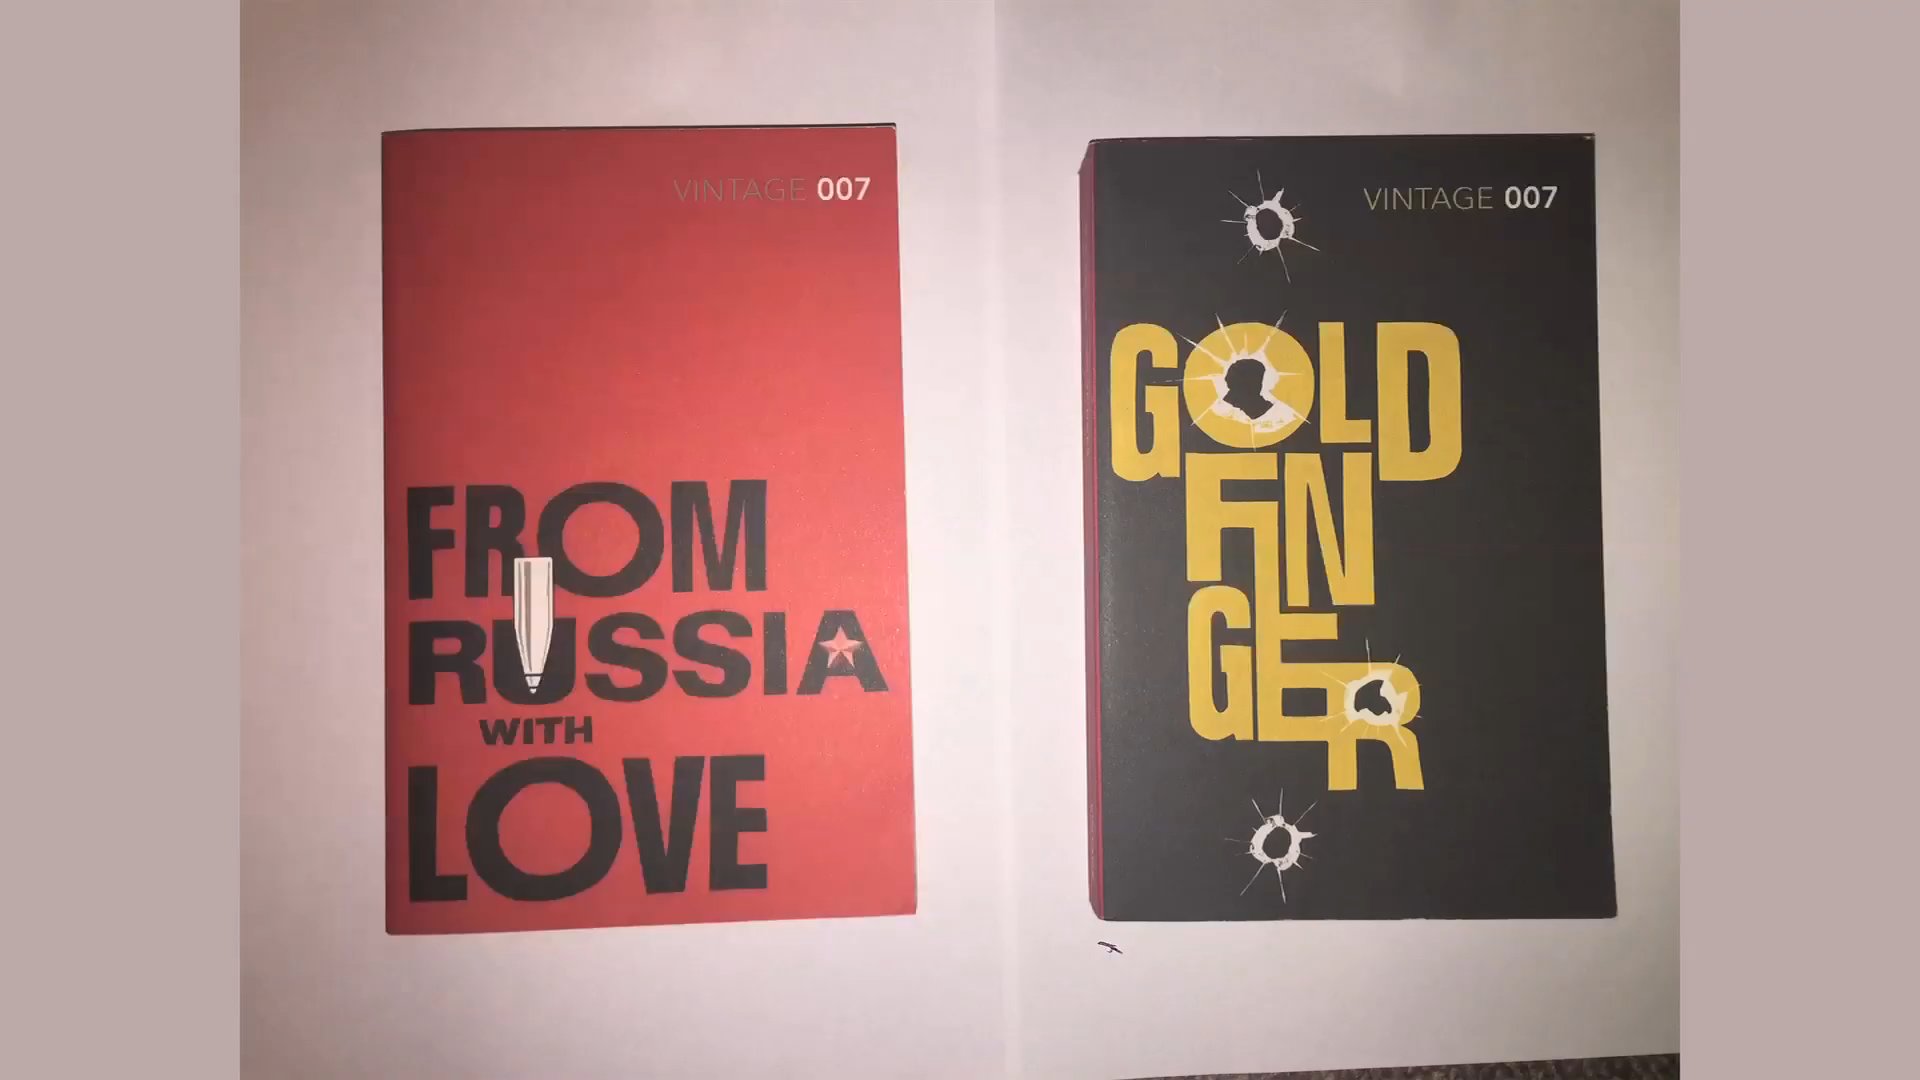 VINTAGE 007
FROM
RUSSIA
WITH
LOVE
VINTAGE 007
GOLD
FIN
GER